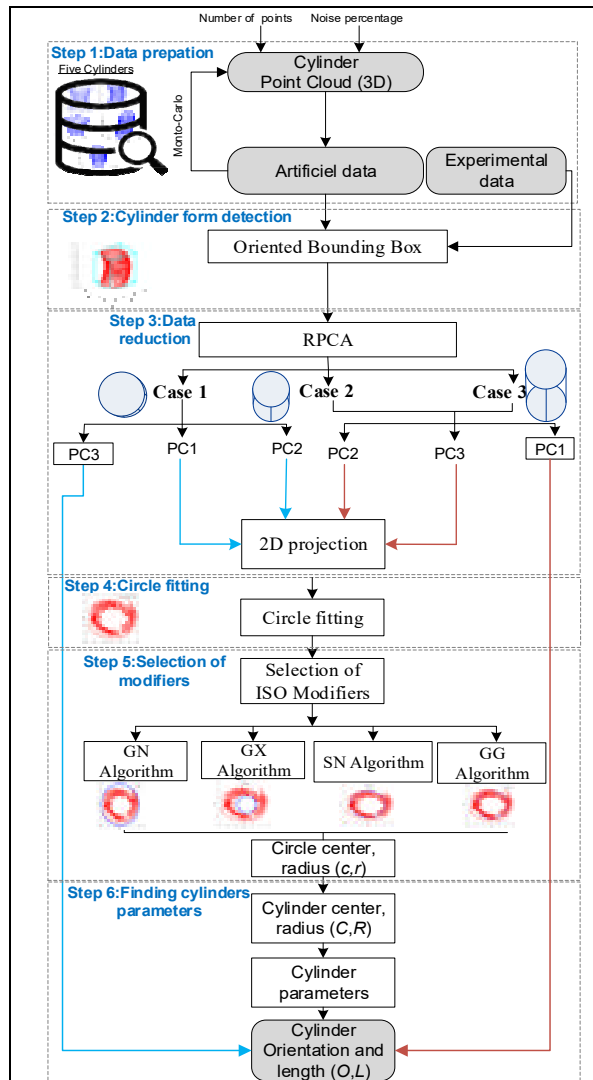 Number of points
Noise percentage
Step 1:Data prepation
Five Cylinders
Cylinder
Point Cloud (3D)
Monto-Carlo
Artificiel data
Experimental
data
Step 2:Cylinder form detection
Oriented Bounding Box
Step 3:Data
reduction
RPCA
Case 1
Case 2
Case 3
PC3
PC1
PC2
PC2
PC3
PC1
2D projection
Step 4:Circle fitting
Circle fitting
Step 5:Selection of
modifiers
Selection of
ISO Modifiers
GN
Algorithm
GX
Algorithm
SN Algorithm
GG
Algorithm
Circle center,
radius (c,r)
Step 6:Finding cylinders
parameters
Cylinder center,
radius (C,R)
Cylinder
parameters
Cylinder
Orientation and
length (O,L)